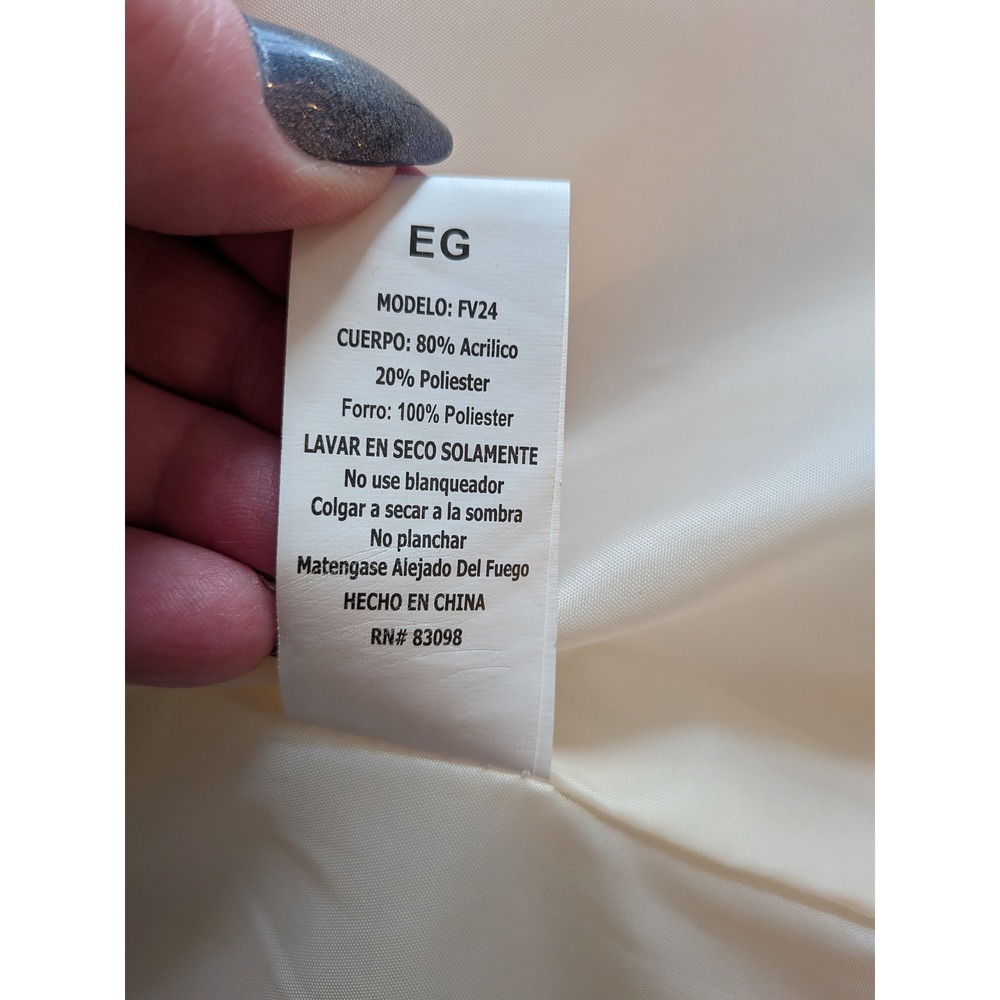 EG
MODELO: FV24
CUERPO: 80% Acrilico
20% Poliester
Forro: 100% Poliester
LAVAR EN SECO SOLAMENTE
No use blanqueador
Colgar a secar a la sombra
No planchar
Matengase Alejado Del Fuego
HECHO EN CHINA
RN# 83098